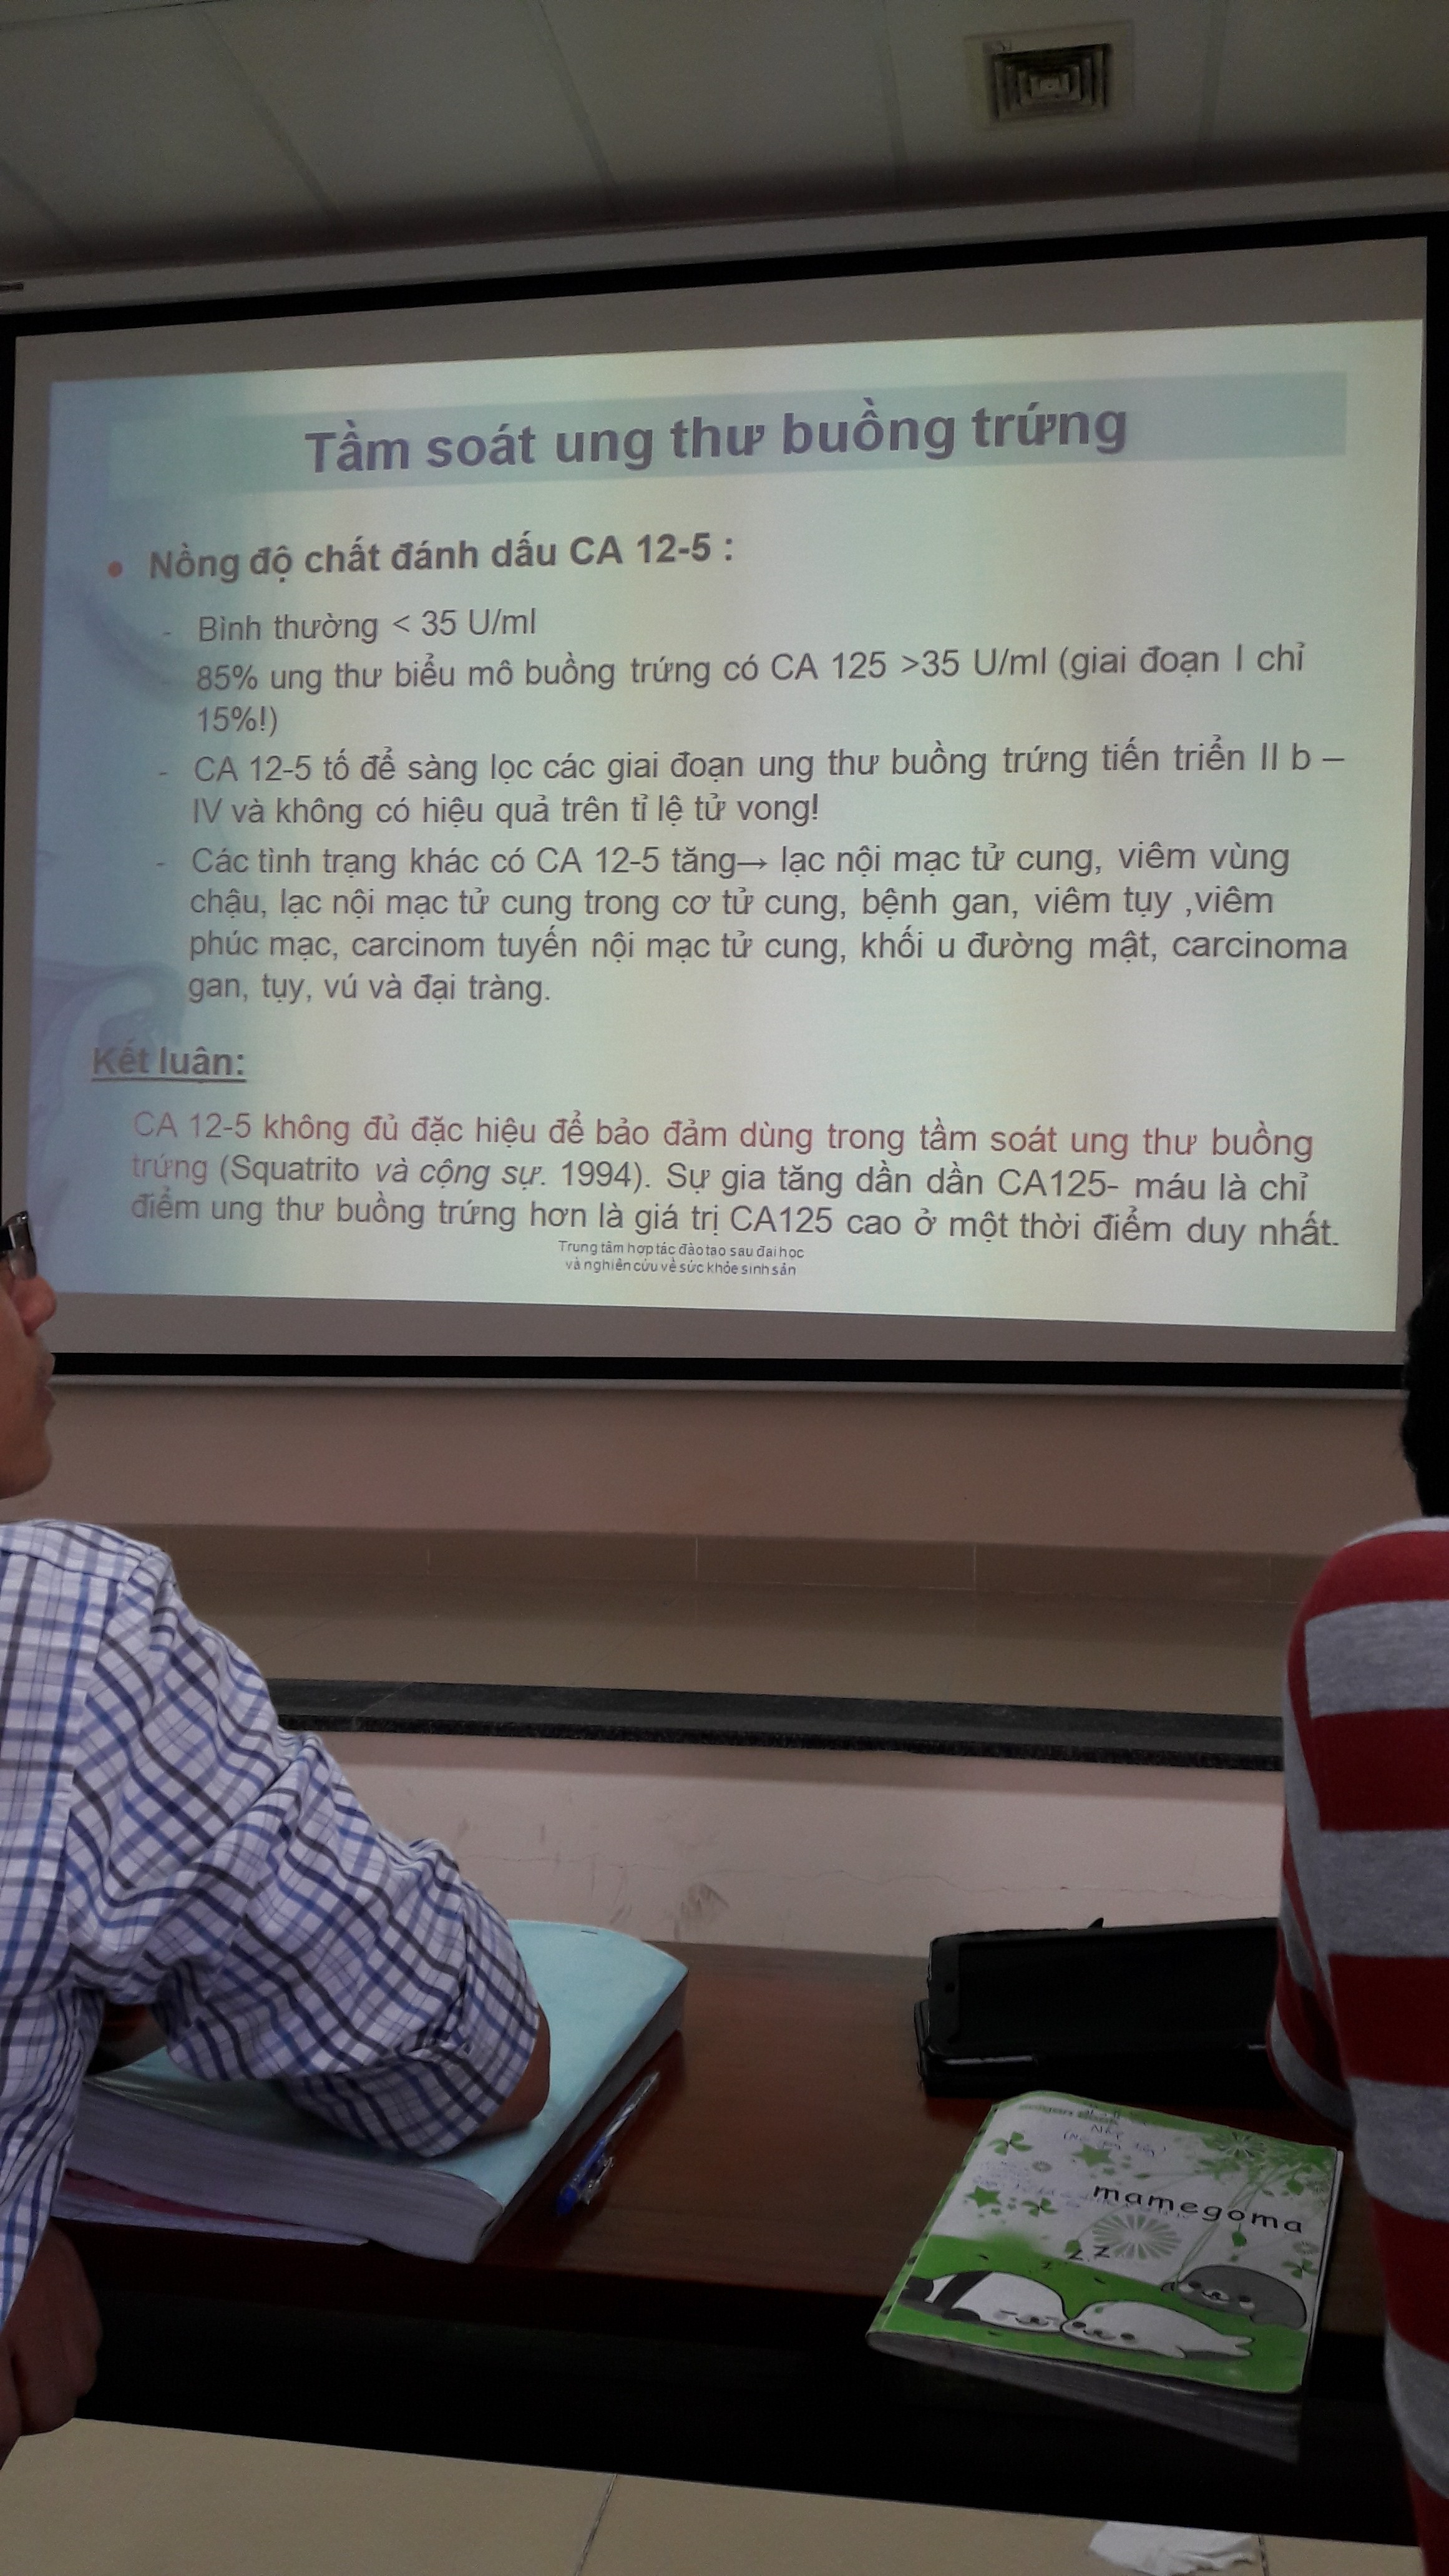 Tầm soát ung thư buồng trứng
• Nồng độ chất đánh dấu CA 12-5 :
- Bình thường < 35 U/ml
- 85% ung thư biểu mô buồng trứng có CA 125 >35 U/ml (giai đoạn I chỉ
15%!)
- CA 12-5 tố để sàng lọc các giai đoạn ung thư buồng trứng tiến triển II b –
IV và không có hiệu quả trên tỉ lệ tử vong!
- Các tình trạng khác có CA 12-5 tăng→ lạc nội mạc tử cung, viêm vùng
chậu, lạc nội mạc tử cung trong cơ tử cung, bệnh gan, viêm tụy ,viêm
phúc mạc, carcinom tuyến nội mạc tử cung, khối u đường mật, carcinoma
gan, tụy, vú và đại tràng.
Kết luân:
CA 12-5 không đủ đặc hiệu để bảo đảm dùng trong tầm soát ung thư buồng
trứng (Squatrito và cộng sự. 1994). Sự gia tăng dần dần CA125- máu là chỉ
điểm ung thư buồng trứng hơn là giá trị CA125 cao ở một thời điểm duy nhất.
Trung tâm hợp tác đào tạo sau đại học
và nghiên cứu về sức khỏe sinh sản
mamegoma
z z z